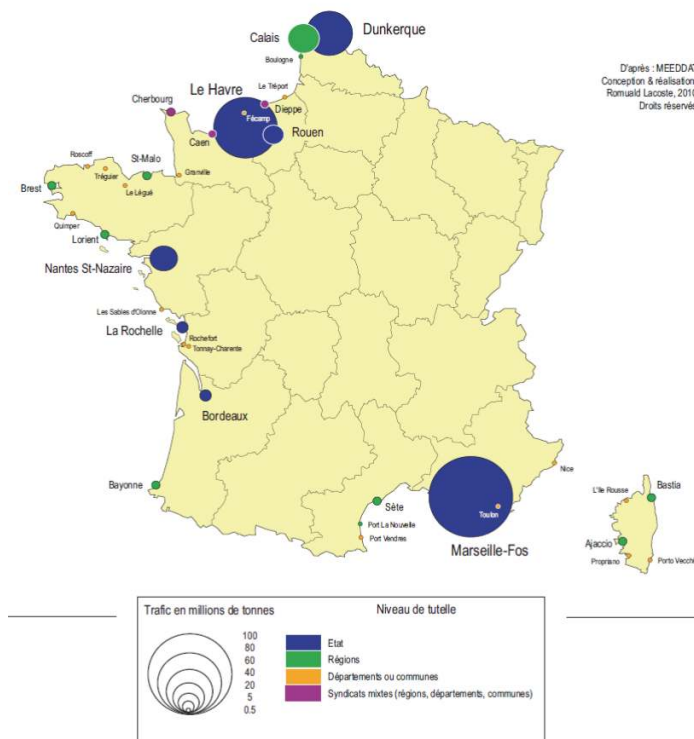 Dunkerque
Calais
Boulogne
D'après : MEEDDAT
Conception & réalisation
Romuald Lacoste, 2010
Droits réservés
Le Tréport
Le Havre
Cherbourg
Dieppe
Fécamp
Rouen
Caen
Roscoff
St-Malo
Tréguier
Granville
Brest
Le Légué
Quimper
Lorient
Nantes St-Nazaire
Les Sables d'Olonne
La Rochelle
Rochefort
Tonnay-Charente
Bordeaux
Nice
Bayonne
L'Ile Rousse
Bastia
Sète
Toulon
Port La Nouvelle
Port Vendres
Ajaccio
Marseille-Fos
Propriano
Porto Vecchi
Trafic en millions de tonnes
Niveau de tutelle
100
80
60
40
20
5
0.5
Etat
Régions
Départements ou communes
Syndicats mixtes (régions, départements, communes)